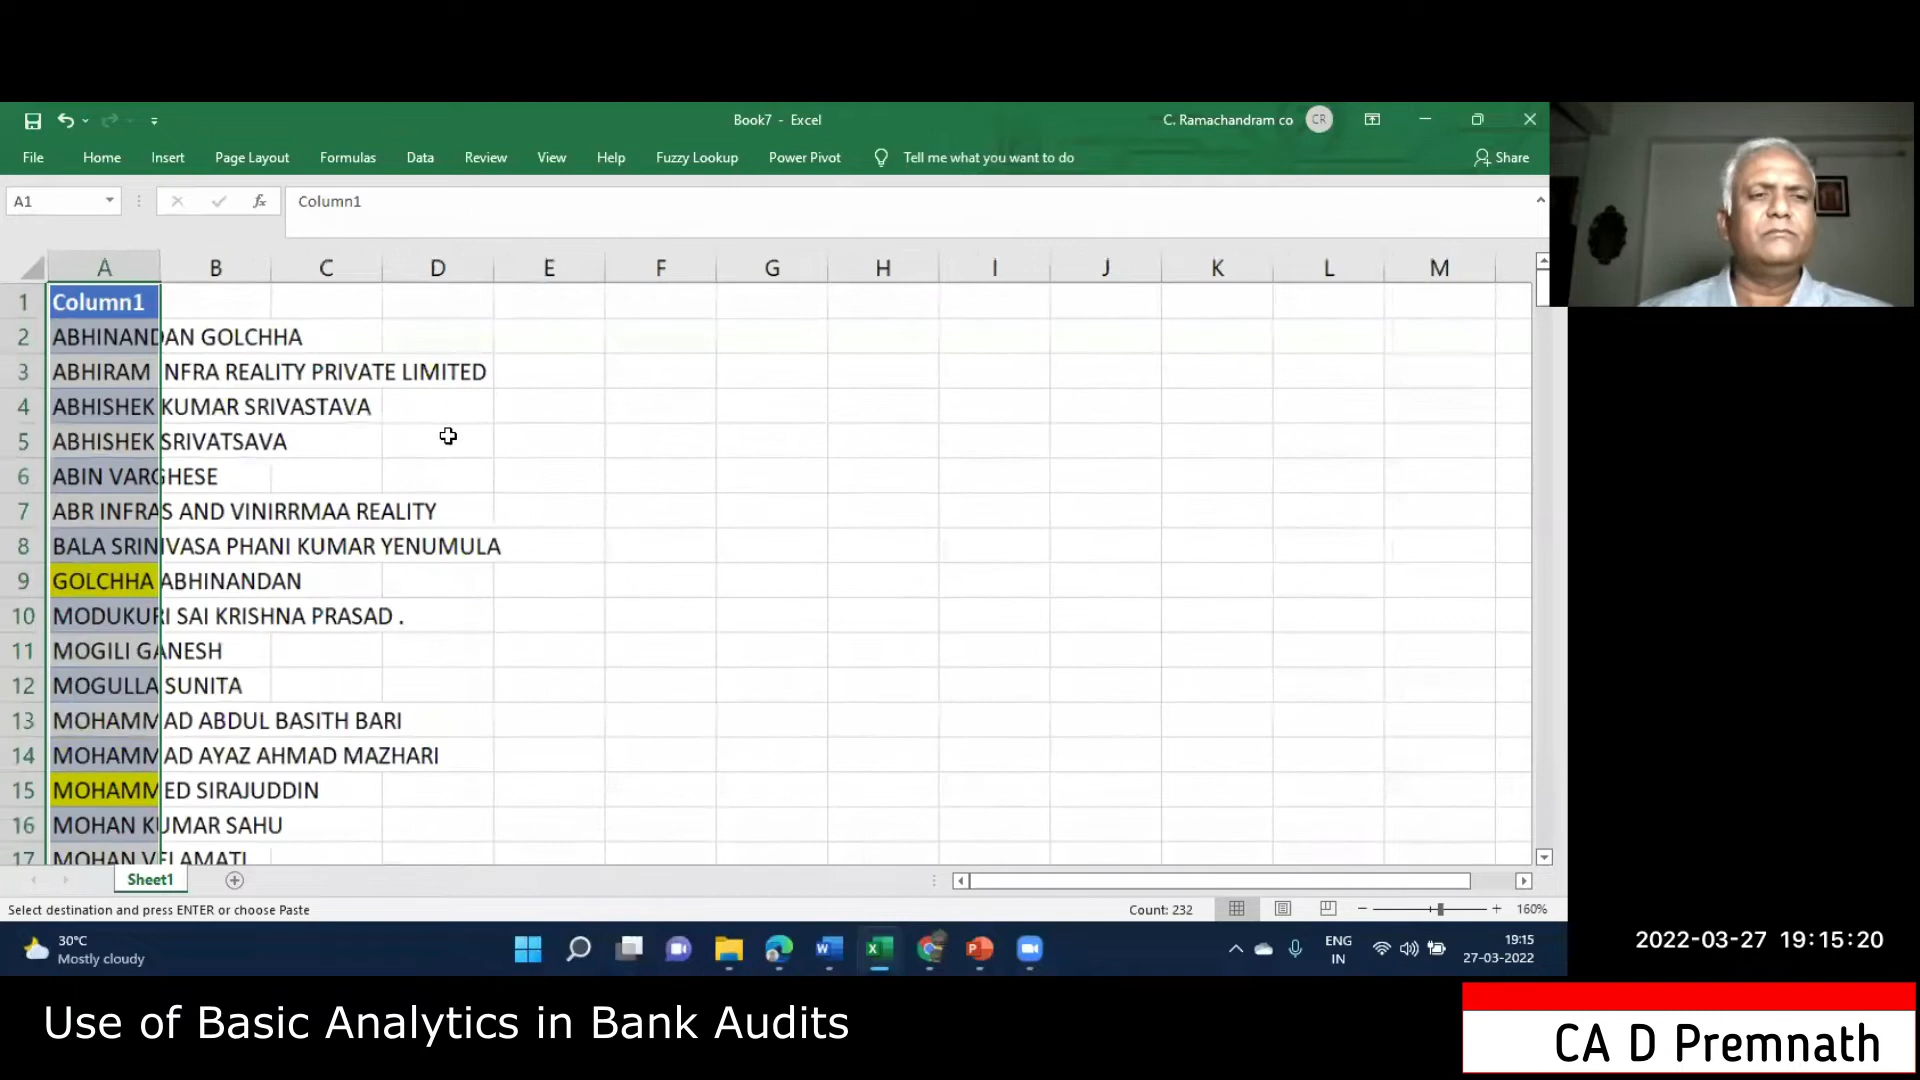 Book7 - Excel
C. Ramachandram co CR
File Home Insert Page Layout Formulas Data Review View Help Fuzzy Lookup Power Pivot Tell me what you want to do Share
A1 fx Column1
A B C D E F G H I J K L M
1 Column1
2 ABHINANDAN GOLCHHA
3 ABHIRAM INFRA REALITY PRIVATE LIMITED
4 ABHISHEK KUMAR SRIVASTAVA
5 ABHISHEK SRIVATSAVA
6 ABIN VARGHESE
7 ABR INFRAS AND VINIRRMAA REALITY
8 BALA SRINIVASA PHANI KUMAR YENUMULA
9 GOLCHHA ABHINANDAN
10 MODUKURI SAI KRISHNA PRASAD .
11 MOGILI GANESH
12 MOGULLA SUNITA
13 MOHAMMAD ABDUL BASITH BARI
14 MOHAMMAD AYAZ AHMAD MAZHARI
15 MOHAMMED SIRAJUDDIN
16 MOHAN KUMAR SAHU
17 MOHAN VELAMATI
Sheet1
Select destination and press ENTER or choose Paste Count: 232 160%
30°C
Mostly cloudy
ENG
IN
19:15
27-03-2022
2022-03-27 19:15:20
Use of Basic Analytics in Bank Audits
CA D Premnath